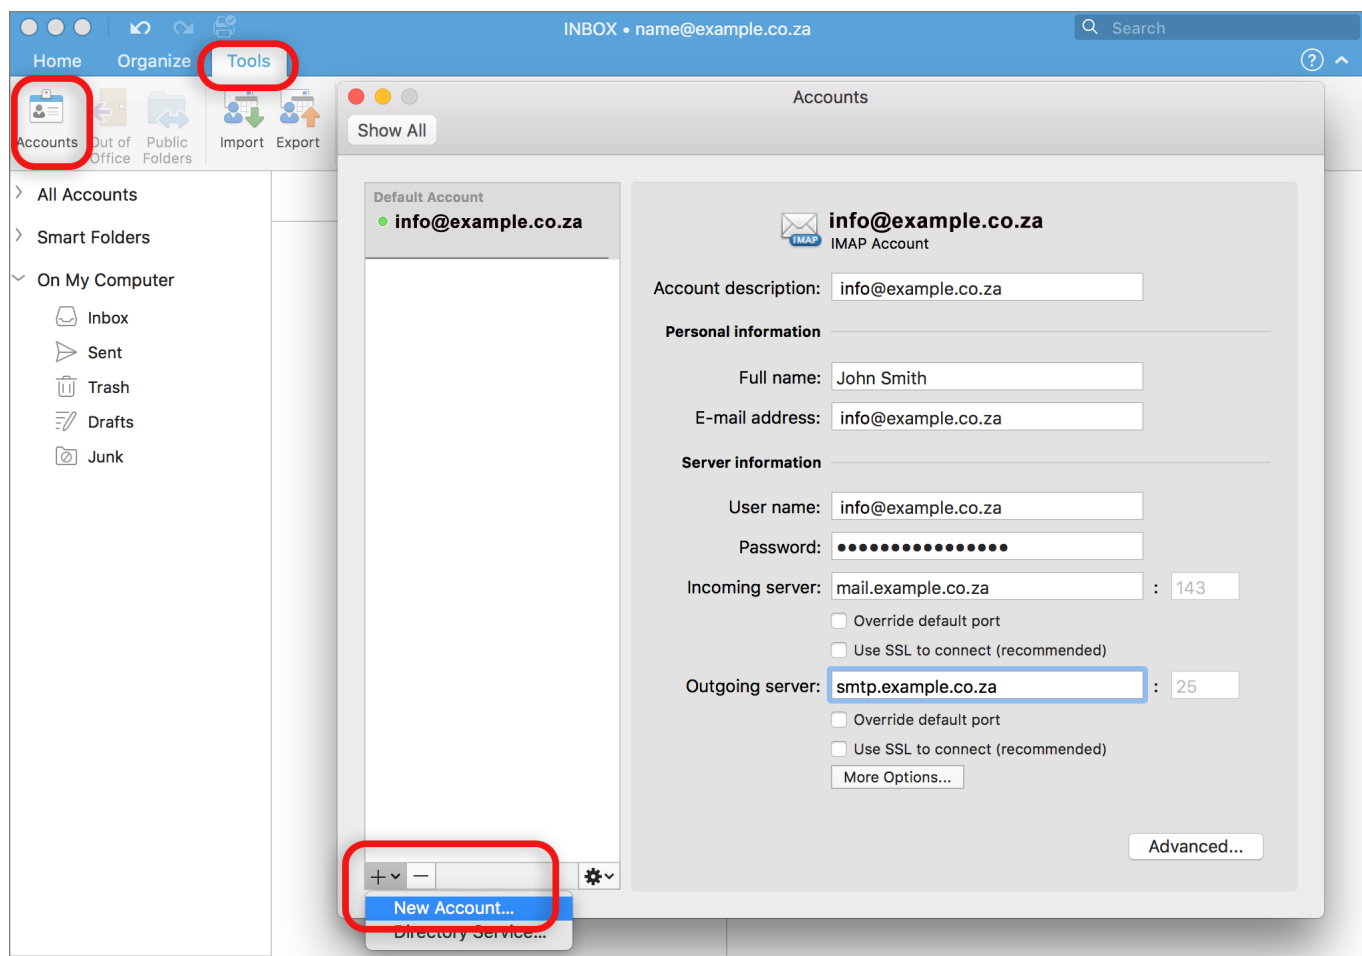 INBOX • name@example.co.za
Search
Home Organize Tools
?
Accounts
Out of Office
Public Folders
Import
Export
Accounts
Show All
All Accounts
Smart Folders
On My Computer
Inbox
Sent
Trash
Drafts
Junk
Default Account
info@example.co.za
+
−
New Account...
Directory Service...
IMAP
info@example.co.za
IMAP Account
Account description: info@example.co.za
Personal information
Full name: John Smith
E-mail address: info@example.co.za
Server information
User name: info@example.co.za
Password: ••••••••••••••••
Incoming server: mail.example.co.za : 143
Override default port
Use SSL to connect (recommended)
Outgoing server: smtp.example.co.za : 25
Override default port
Use SSL to connect (recommended)
More Options...
Advanced...